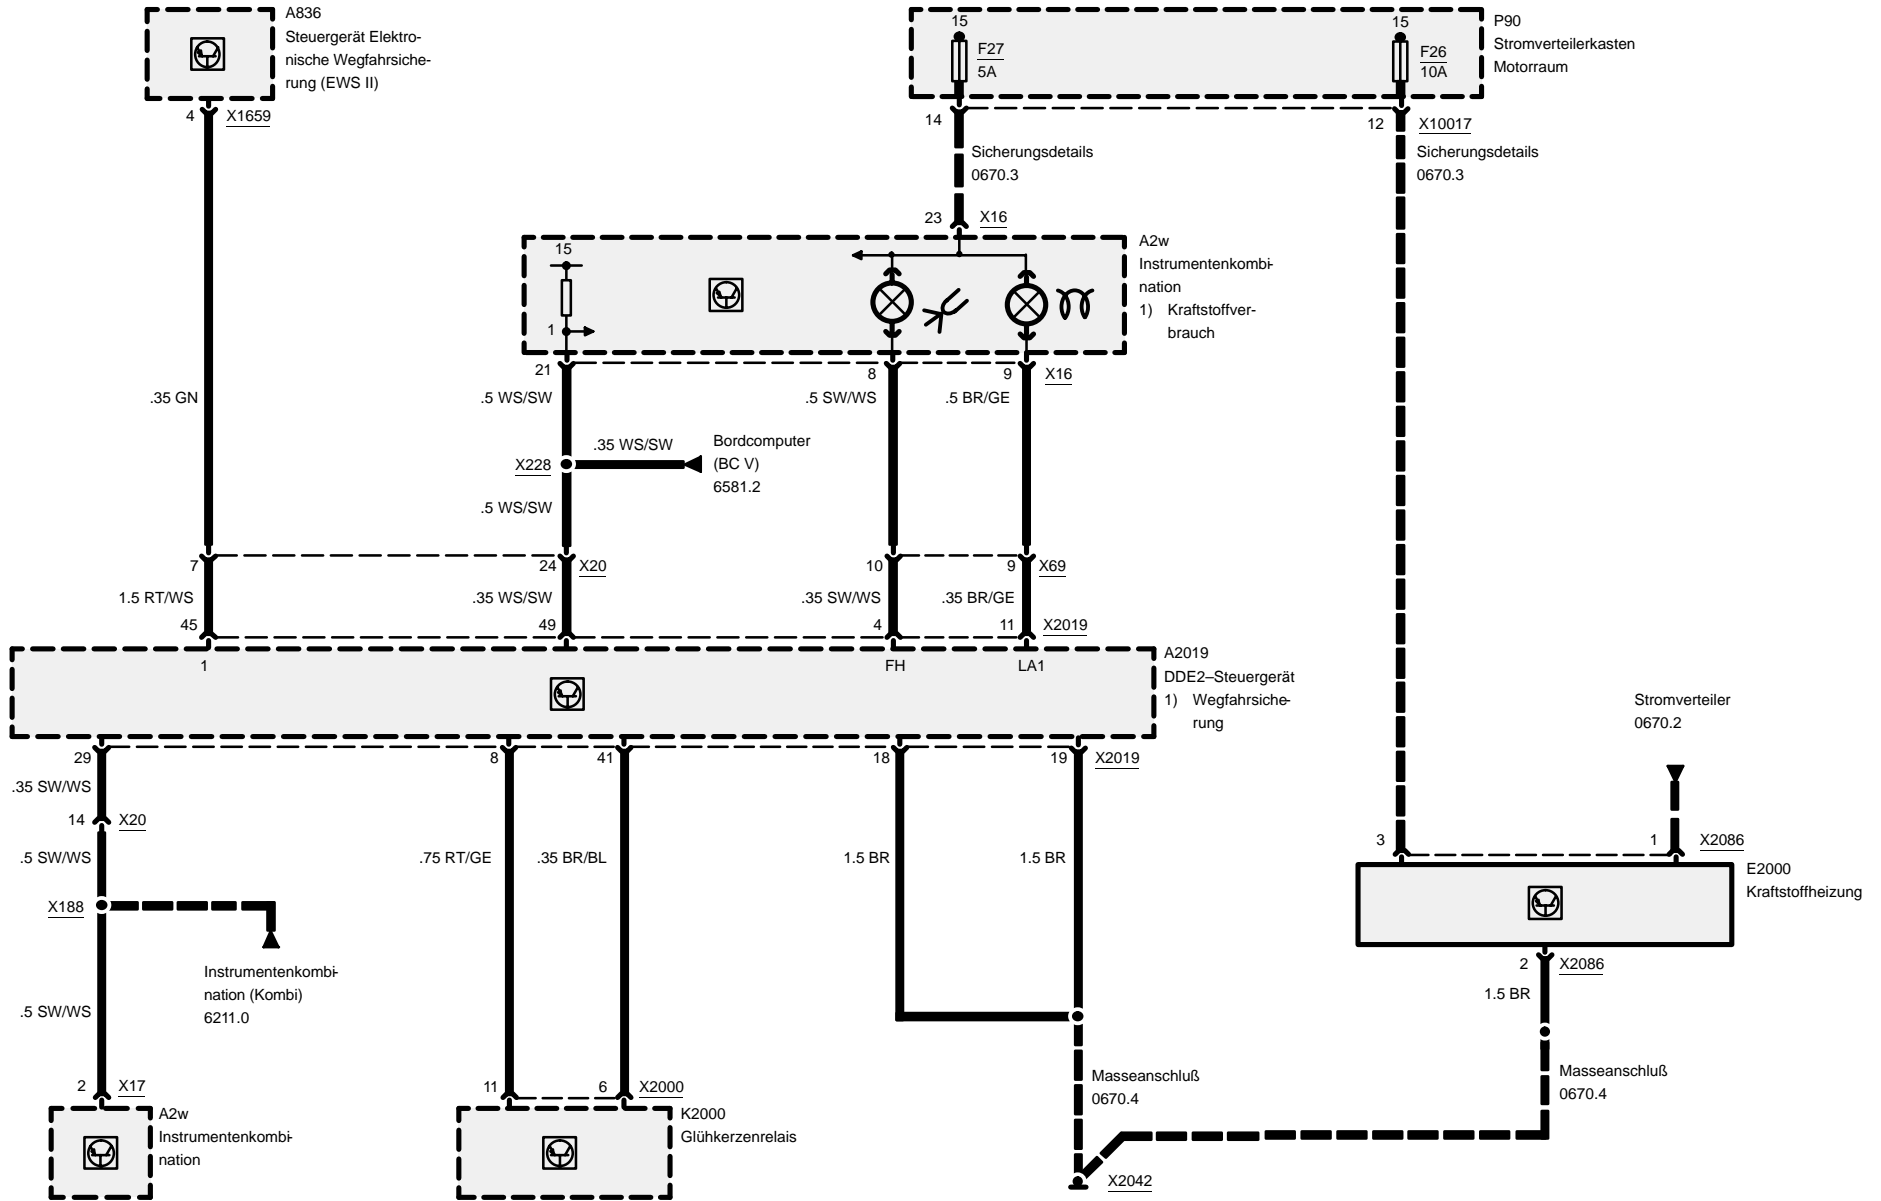 A836
Steuergerät Elektro-
nische Wegfahrsiche-
rung (EWS II)
4 X1659
15
F27
5A
15
F26
10A
P90
Stromverteilerkasten
Motorraum
14
12 X10017
Sicherungsdetails
0670.3
Sicherungsdetails
0670.3
23 X16
15
1
A2w
Instrumentenkombi-
nation
1) Kraftstoffver-
brauch
21
8
9 X16
.35 GN
.5 WS/SW
.5 SW/WS
.5 BR/GE
.35 WS/SW
X228
Bordcomputer
(BC V)
6581.2
.5 WS/SW
7
24 X20
10
9 X69
1.5 RT/WS
.35 WS/SW
.35 SW/WS
.35 BR/GE
45
49
4
11 X2019
1
FH
LA1
A2019
DDE2–Steuergerät
1) Wegfahrsiche-
rung
Stromverteiler
0670.2
29
8
41
18
19 X2019
.35 SW/WS
14 X20
.5 SW/WS
.75 RT/GE
.35 BR/BL
1.5 BR
1.5 BR
3
1 X2086
E2000
Kraftstoffheizung
X188
Instrumentenkombi-
nation (Kombi)
6211.0
2 X2086
1.5 BR
.5 SW/WS
Masseanschluß
0670.4
Masseanschluß
0670.4
2 X17
11
6 X2000
A2w
Instrumentenkombi-
nation
K2000
Glühkerzenrelais
X2042